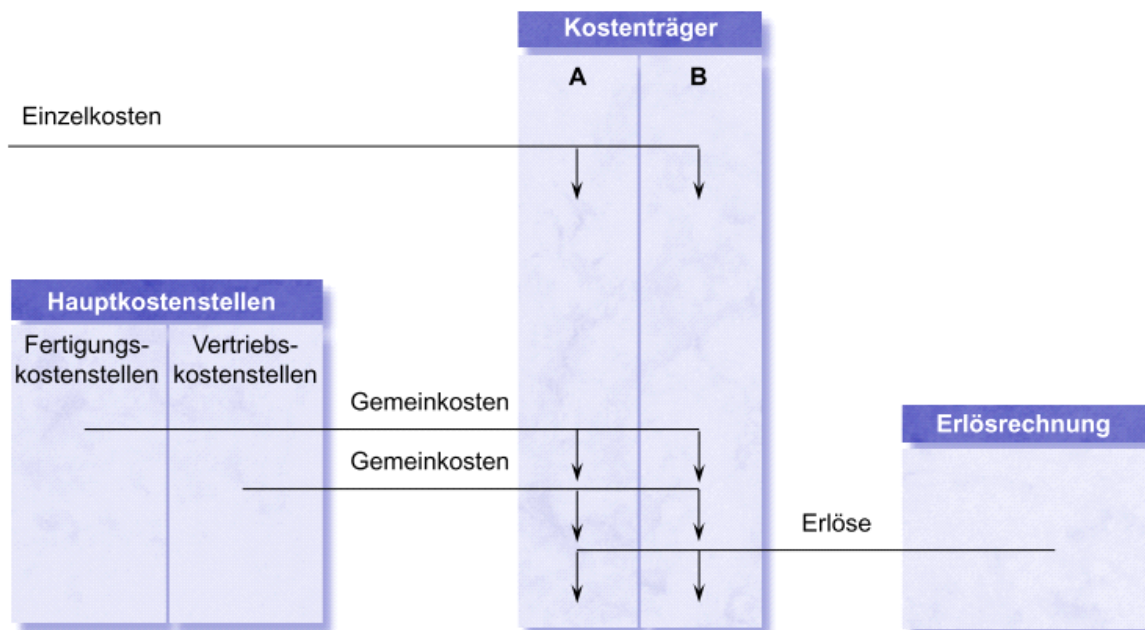 Kostenträger
A
B
Einzelkosten
Hauptkostenstellen
Fertigungs-
kostenstellen
Vertriebs-
kostenstellen
Gemeinkosten
Gemeinkosten
Erlösrechnung
Erlöse